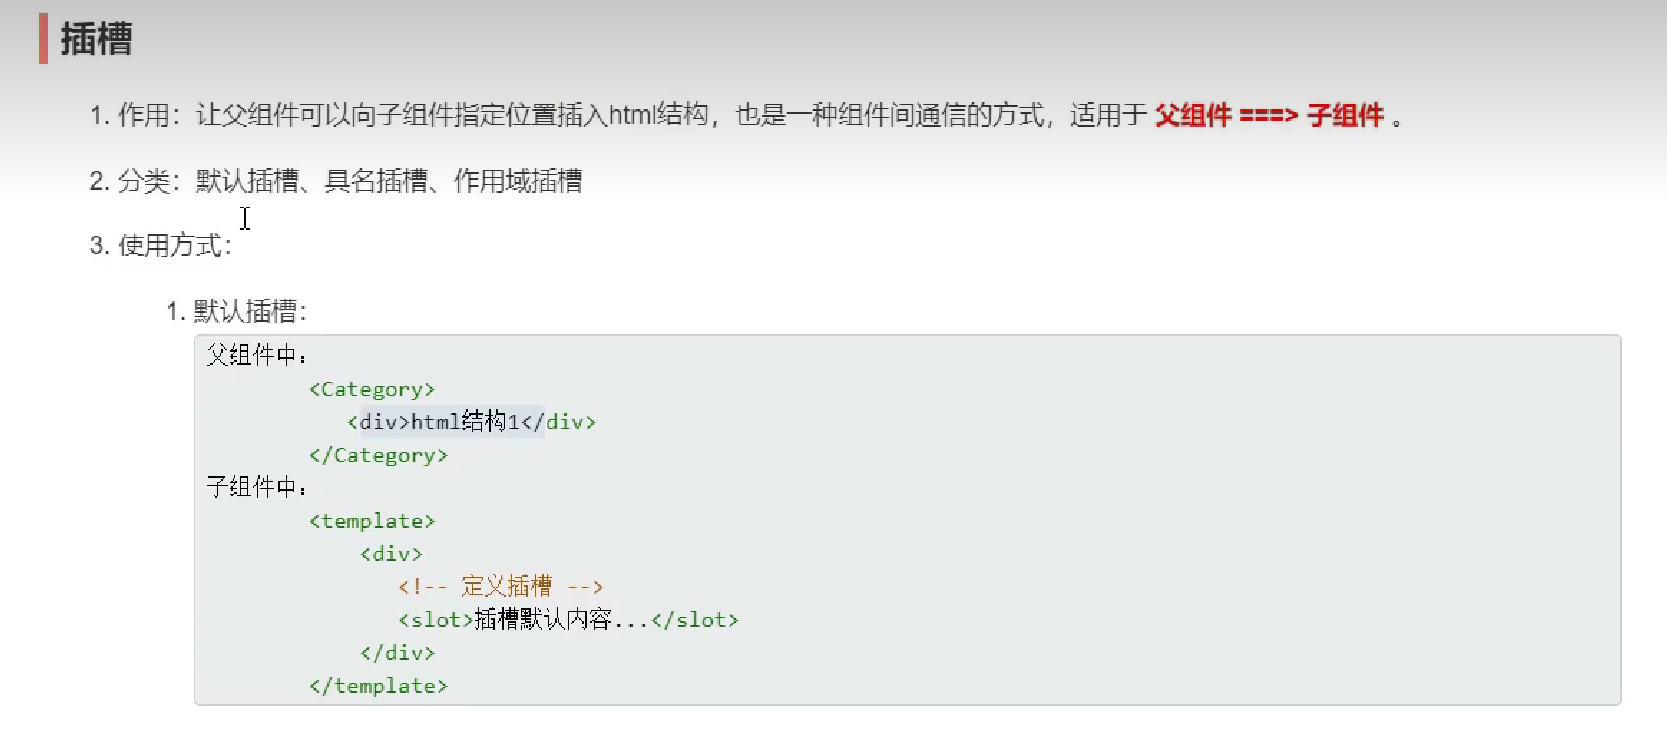 插槽
1. 作用：让父组件可以向子组件指定位置插入html结构，也是一种组件间通信的方式，适用于 父组件 ===> 子组件 。
2. 分类：默认插槽、具名插槽、作用域插槽
3. 使用方式：
1. 默认插槽：
父组件中：
<Category>
<div>html结构1</div>
</Category>
子组件中：
<template>
<div>
<!-- 定义插槽 -->
<slot>插槽默认内容...</slot>
</div>
</template>